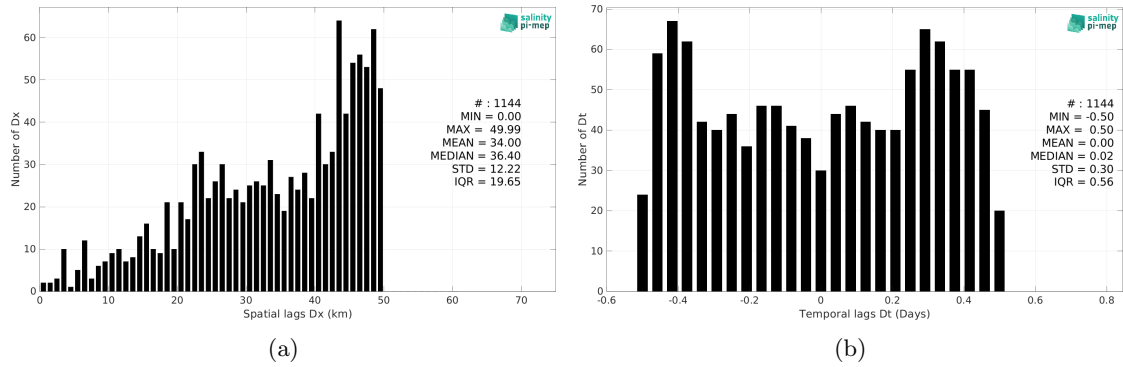 salinity
pi-mep
Number of Dx
60
50
40
30
20
10
0
# : 1144
MIN = 0.00
MAX = 49.99
MEAN = 34.00
MEDIAN = 36.40
STD = 12.22
IQR = 19.65
0 10 20 30 40 50 60 70
Spatial lags Dx (km)
(a)
salinity
pi-mep
Number of Dt
70
60
50
40
30
20
10
0
# : 1144
MIN = -0.50
MAX = 0.50
MEAN = 0.00
MEDIAN = 0.02
STD = 0.30
IQR = 0.56
-0.6 -0.4 -0.2 0 0.2 0.4 0.6 0.8
Temporal lags Dt (Days)
(b)